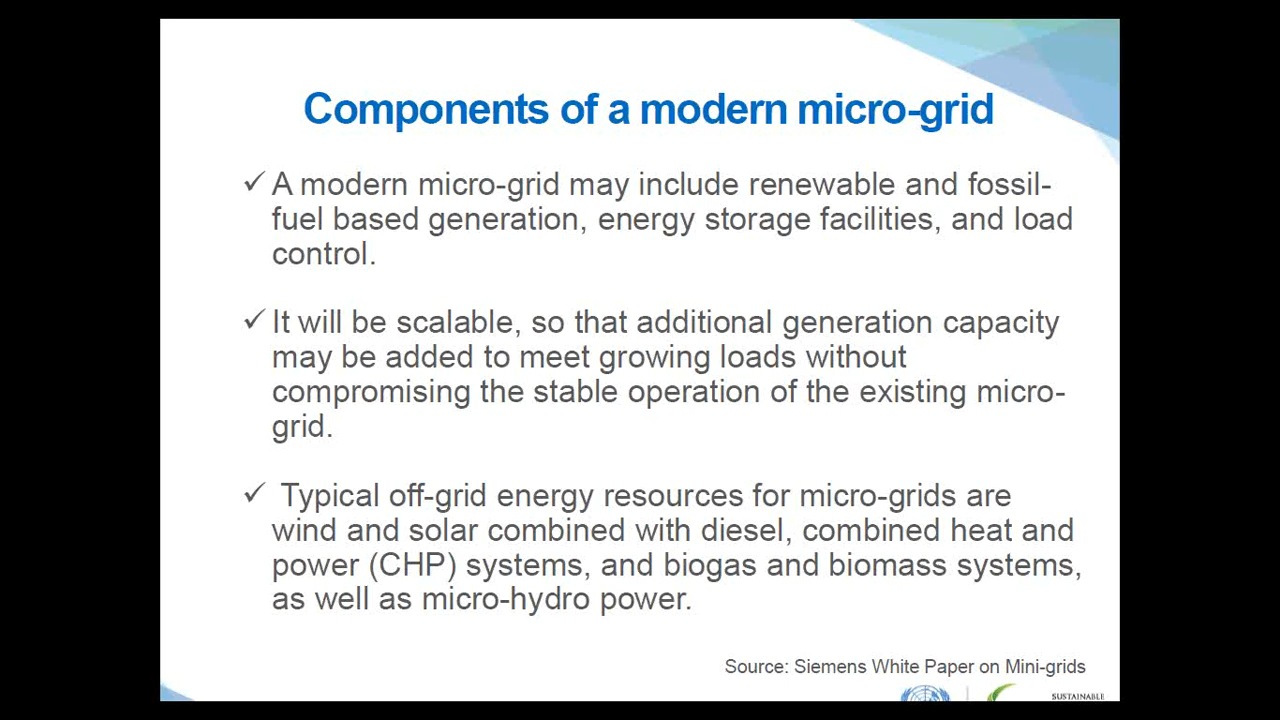 Components of a modern micro-grid
✓ A modern micro-grid may include renewable and fossil-
fuel based generation, energy storage facilities, and load
control.
✓ It will be scalable, so that additional generation capacity
may be added to meet growing loads without
compromising the stable operation of the existing micro-
grid.
✓ Typical off-grid energy resources for micro-grids are
wind and solar combined with diesel, combined heat and
power (CHP) systems, and biogas and biomass systems,
as well as micro-hydro power.
Source: Siemens White Paper on Mini-grids
SUSTAINABLE